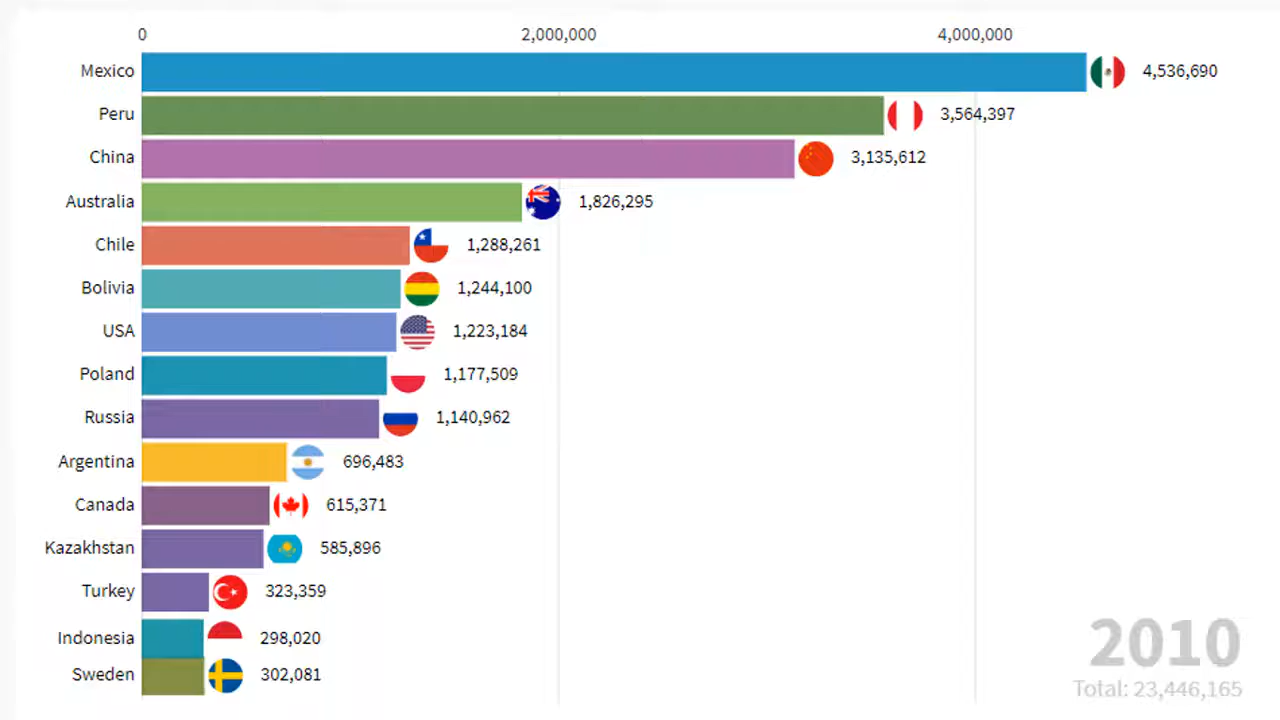 0 2,000,000 4,000,000
Mexico 4,536,690
Peru 3,564,397
China 3,135,612
Australia 1,826,295
Chile 1,288,261
Bolivia 1,244,100
USA 1,223,184
Poland 1,177,509
Russia 1,140,962
Argentina 696,483
Canada 615,371
Kazakhstan 585,896
Turkey 323,359
Indonesia 298,020
Sweden 302,081
2010
Total: 23,446,165